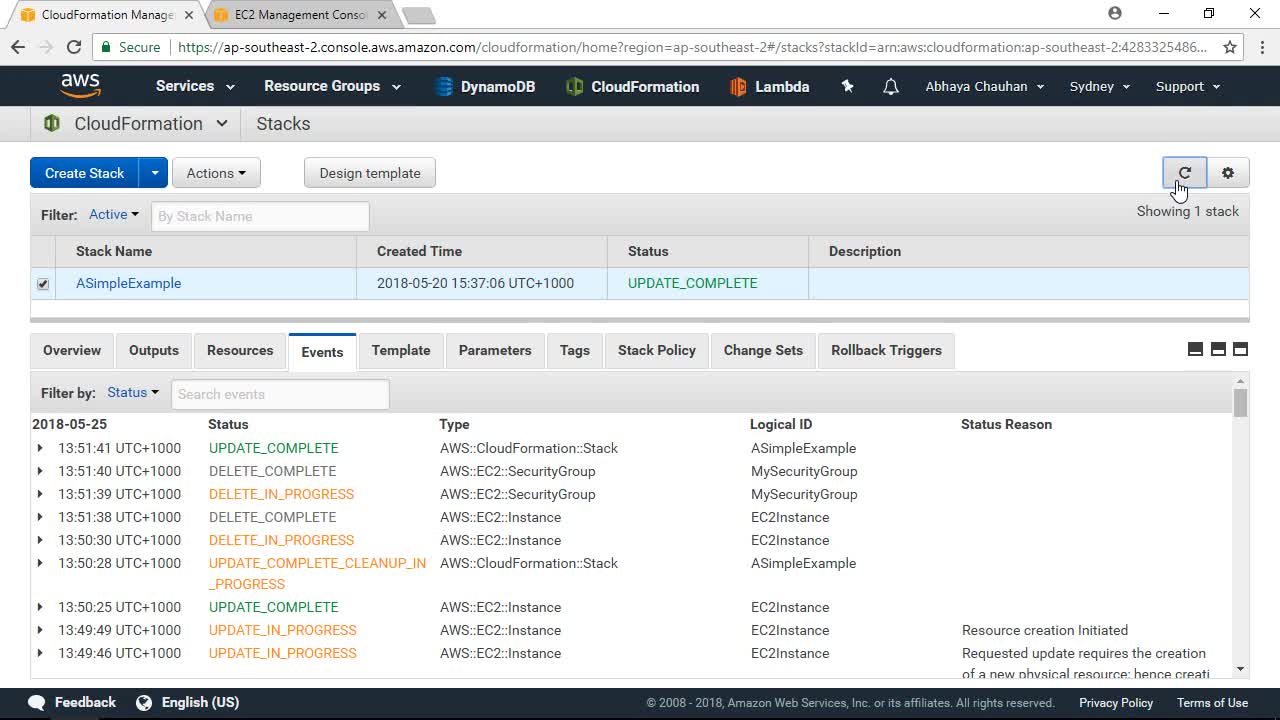 CloudFormation Manage
EC2 Management Consol
Secure https://ap-southeast-2.console.aws.amazon.com/cloudformation/home?region=ap-southeast-2#/stacks?stackId=arn:aws:cloudformation:ap-southeast-2:4283325486...
aws Services Resource Groups DynamoDB CloudFormation Lambda Abhaya Chauhan Sydney Support
CloudFormation Stacks
Create Stack Actions Design template
Filter: Active By Stack Name Showing 1 stack
Stack Name Created Time Status Description
ASimpleExample 2018-05-20 15:37:06 UTC+1000 UPDATE_COMPLETE
Overview Outputs Resources Events Template Parameters Tags Stack Policy Change Sets Rollback Triggers
Filter by: Status Search events
2018-05-25 Status Type Logical ID Status Reason
13:51:41 UTC+1000 UPDATE_COMPLETE AWS::CloudFormation::Stack ASimpleExample
13:51:40 UTC+1000 DELETE_COMPLETE AWS::EC2::SecurityGroup MySecurityGroup
13:51:39 UTC+1000 DELETE_IN_PROGRESS AWS::EC2::SecurityGroup MySecurityGroup
13:51:38 UTC+1000 DELETE_COMPLETE AWS::EC2::Instance EC2Instance
13:50:30 UTC+1000 DELETE_IN_PROGRESS AWS::EC2::Instance EC2Instance
13:50:28 UTC+1000 UPDATE_COMPLETE_CLEANUP_IN AWS::CloudFormation::Stack ASimpleExample
_PROGRESS
13:50:25 UTC+1000 UPDATE_COMPLETE AWS::EC2::Instance EC2Instance
13:49:49 UTC+1000 UPDATE_IN_PROGRESS AWS::EC2::Instance EC2Instance Resource creation Initiated
13:49:46 UTC+1000 UPDATE_IN_PROGRESS AWS::EC2::Instance EC2Instance Requested update requires the creation
of a new physical resource; hence creati
Feedback English (US) © 2008 - 2018, Amazon Web Services, Inc. or its affiliates. All rights reserved. Privacy Policy Terms of Use